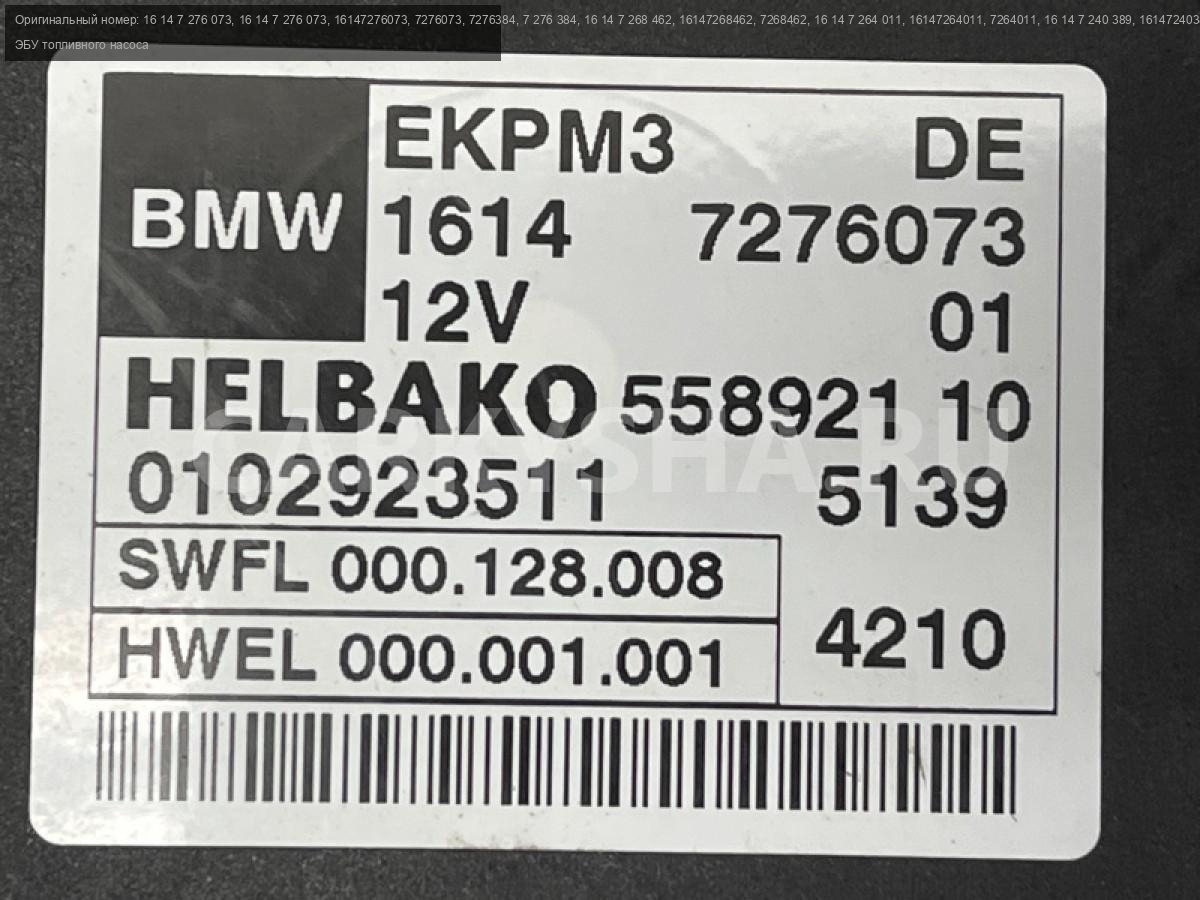 Оригинальный номер: 16 14 7 276 073, 16 14 7 276 073, 16147276073, 7276073, 7276384, 7 276 384, 16 14 7 268 462, 16147268462, 7268462, 16 14 7 264 011, 16147264011, 7264011, 16 14 7 240 389, 161472403
ЭБУ топливного насоса
EKPM3 DE
BMW 1614 7276073
12V 01
HELBAKO 558921 10
CARKYSHA.RU
0102923511 5139
SWFL 000.128.008
HWEL 000.001.001 4210